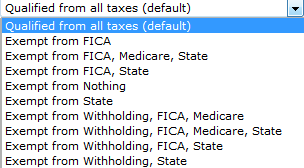 Qualified from all taxes (default)
Qualified from all taxes (default)
Exempt from FICA
Exempt from FICA, Medicare, State
Exempt from FICA, State
Exempt from Nothing
Exempt from State
Exempt from Withholding, FICA, Medicare
Exempt from Withholding, FICA, Medicare, State
Exempt from Withholding, FICA, State
Exempt from Withholding, State